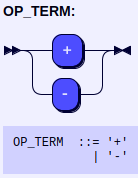 OP_TERM:
+
-
OP_TERM ::= '+'
| '-'